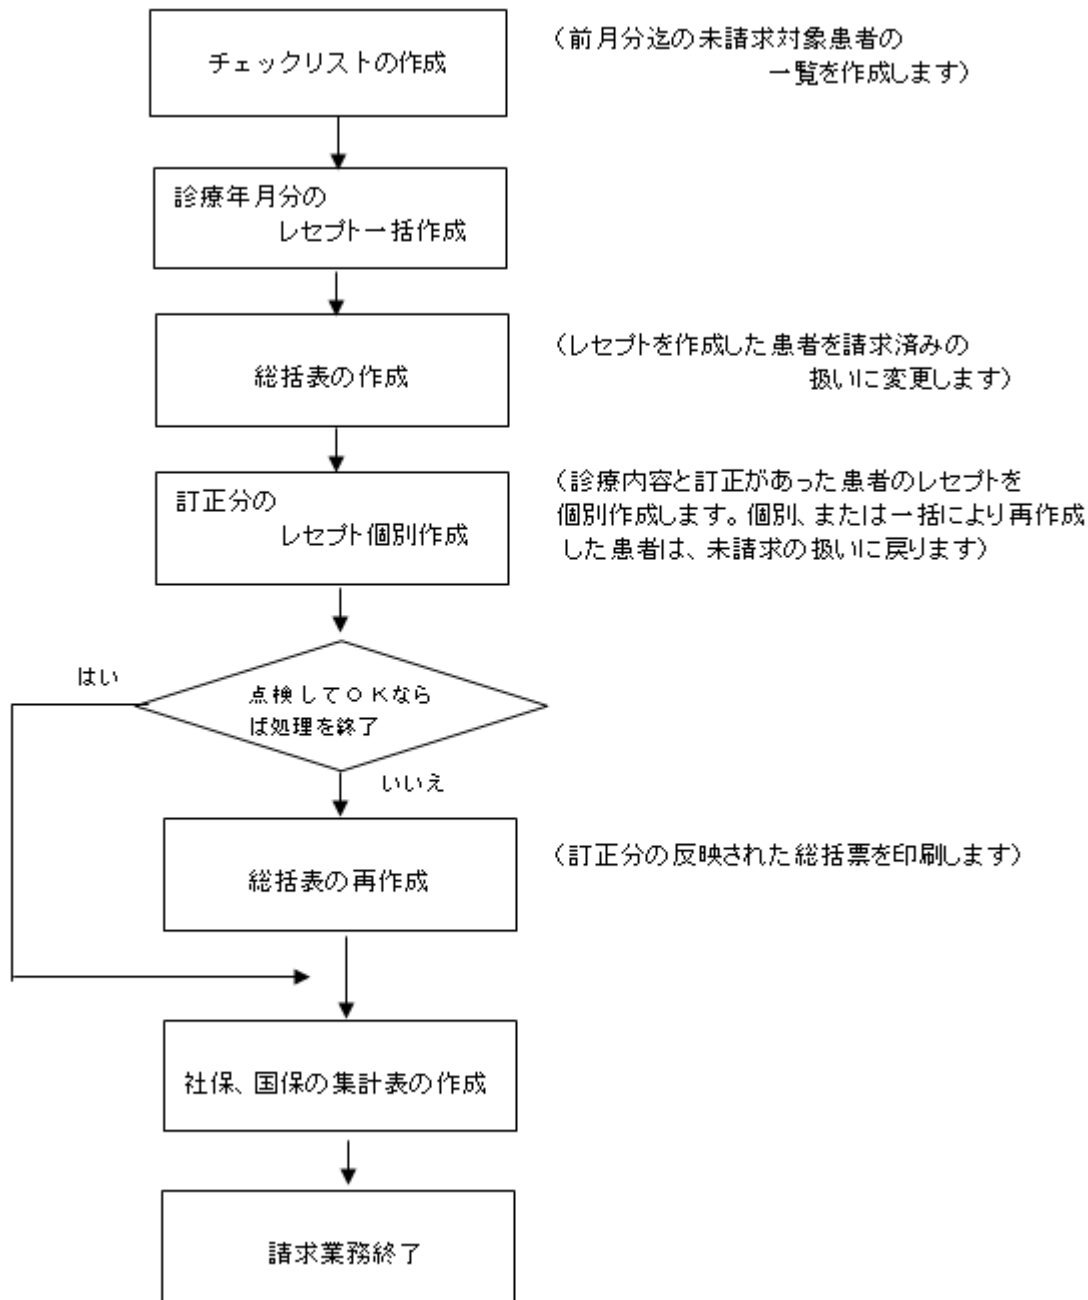 チェックリストの作成
（前月分迄の未請求対象患者の
一覧を作成します）
診療年月分の
レセプト一括作成
総括表の作成
（レセプトを作成した患者を請求済みの
扱いに変更します）
訂正分の
レセプト個別作成
（診療内容と訂正があった患者のレセプトを
個別作成します。個別、または一括により再作成
した患者は、未請求の扱いに戻ります）
はい
点検してＯＫなら
ば処理を終了
いいえ
総括表の再作成
（訂正分の反映された総括票を印刷します）
社保、国保の集計表の作成
請求業務終了